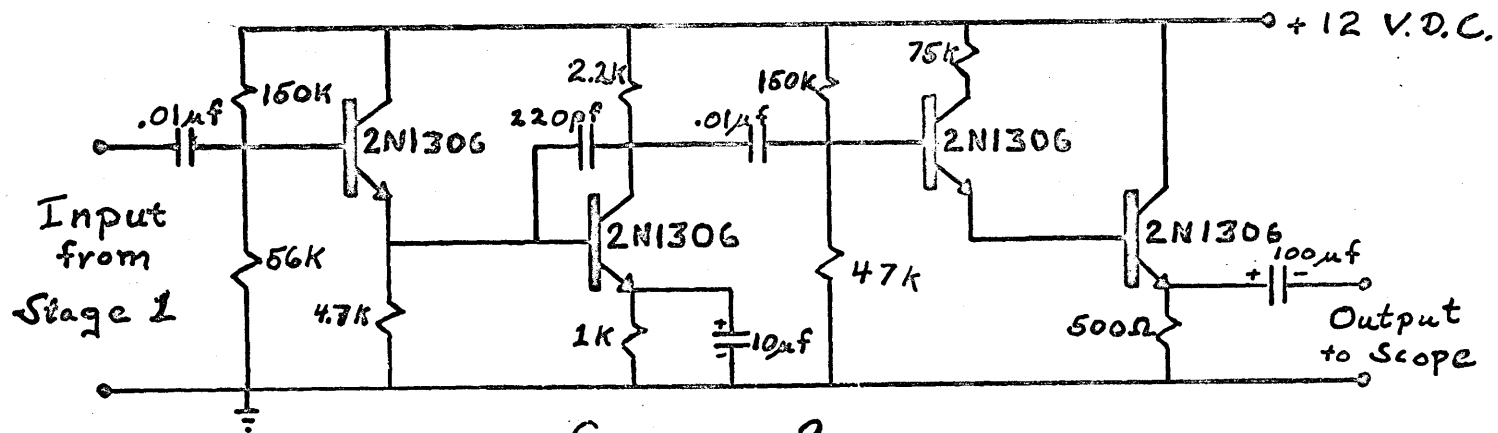 +12 V.D.C.
150K
.01µf
2N1306
2.2K
220pf
.01µf
150K
75K
2N1306
Input
from
Stage 1
56K
4.7K
2N1306
1K
10µf
47K
2N1306
100µf
+ -
500Ω
Output
to Scope
+
-